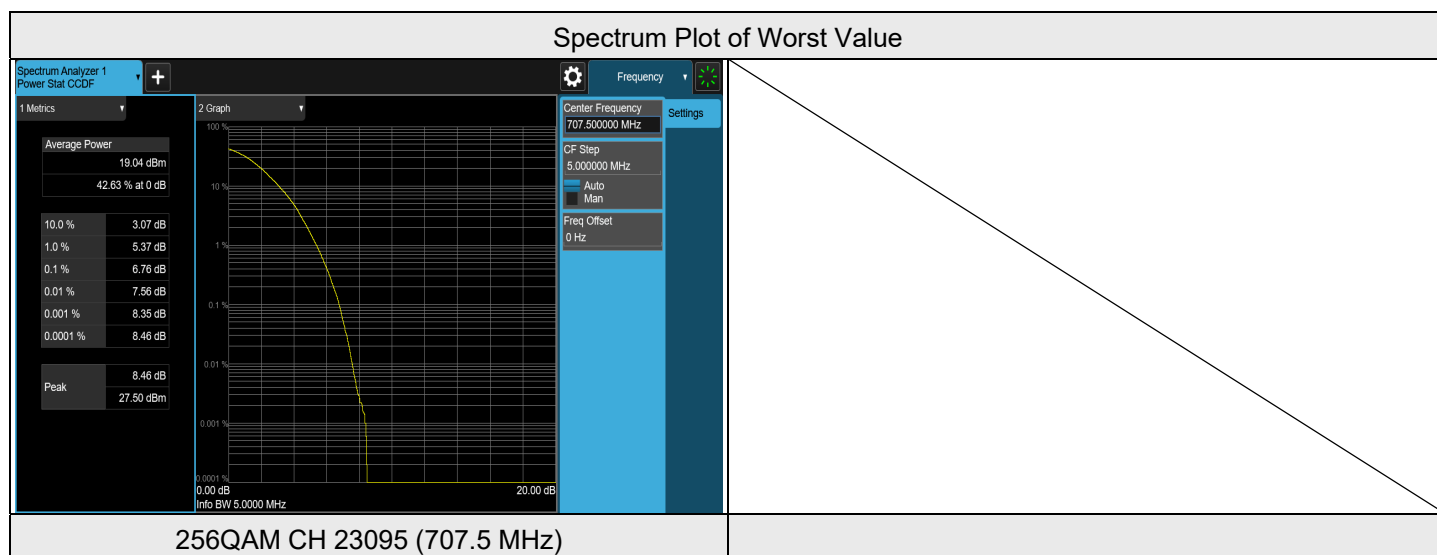 Spectrum Plot of Worst Value
Spectrum Analyzer 1
Power Stat CCDF
+
Frequency
1 Metrics
Average Power
19.04 dBm
42.63 % at 0 dB
10.0 % 3.07 dB
1.0 % 5.37 dB
0.1 % 6.76 dB
0.01 % 7.56 dB
0.001 % 8.35 dB
0.0001 % 8.46 dB
Peak 8.46 dB
27.50 dBm
2 Graph
100 %
10 %
1 %
0.1 %
0.01 %
0.001 %
0.0001 %
0.00 dB 20.00 dB
Info BW 5.0000 MHz
Center Frequency
707.500000 MHz
CF Step
5.000000 MHz
Auto
Man
Freq Offset
0 Hz
Settings
256QAM CH 23095 (707.5 MHz)